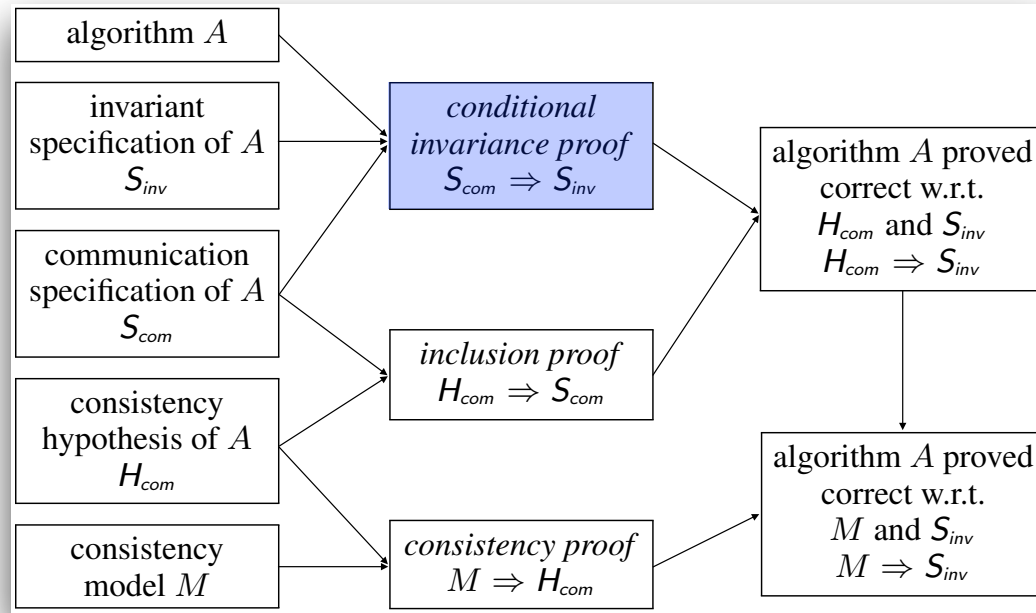 algorithm A
invariant
specification of A
S_inv
communication
specification of A
S_com
consistency
hypothesis of A
H_com
consistency
model M
conditional
invariance proof
S_com ⇒ S_inv
inclusion proof
H_com ⇒ S_com
consistency proof
M ⇒ H_com
algorithm A proved
correct w.r.t.
H_com and S_inv
H_com ⇒ S_inv
algorithm A proved
correct w.r.t.
M and S_inv
M ⇒ S_inv